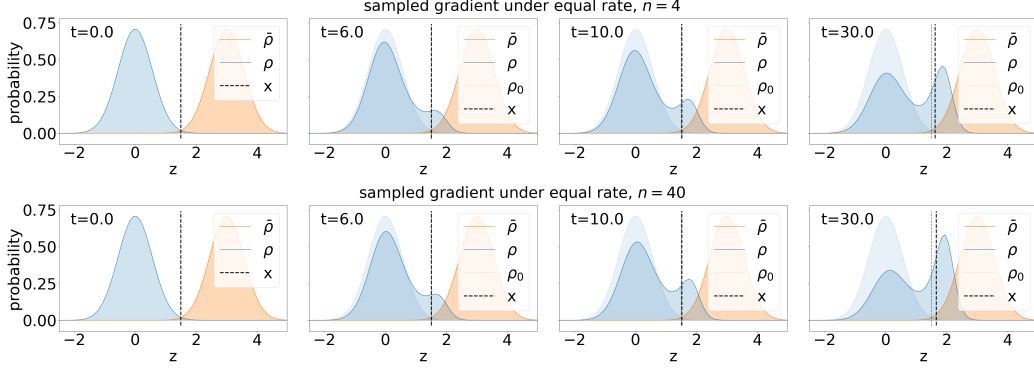 sampled gradient under equal rate, n = 4
probability
0.75
0.50
0.25
0.00
t=0.0
ρ̄
ρ
x
−2 0 2 4
z
t=6.0
ρ̄
ρ
ρ₀
x
−2 0 2 4
z
t=10.0
ρ̄
ρ
ρ₀
x
−2 0 2 4
z
t=30.0
ρ̄
ρ
ρ₀
x
−2 0 2 4
z
sampled gradient under equal rate, n = 40
probability
0.75
0.50
0.25
0.00
t=0.0
ρ̄
ρ
x
−2 0 2 4
z
t=6.0
ρ̄
ρ
ρ₀
x
−2 0 2 4
z
t=10.0
ρ̄
ρ
ρ₀
x
−2 0 2 4
z
t=30.0
ρ̄
ρ
ρ₀
x
−2 0 2 4
z